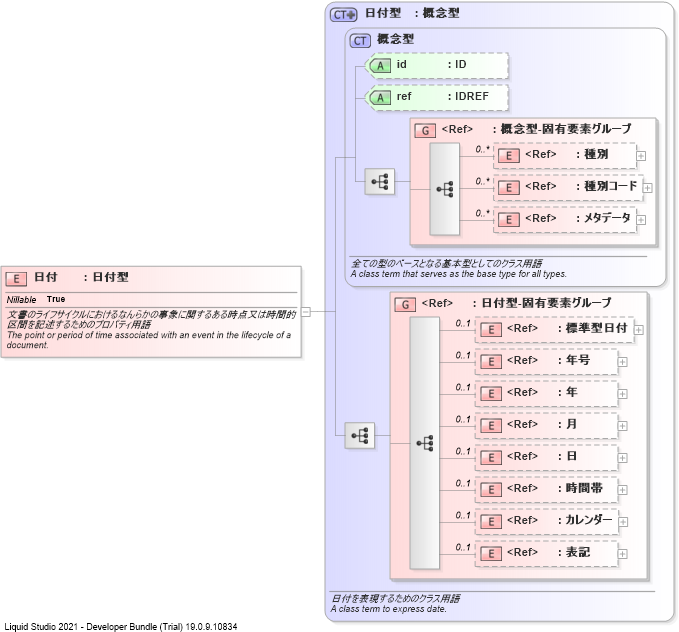 CT 日付型 : 概念型
CT 概念型
A id : ID
A ref : IDREF
G <Ref> : 概念型-固有要素グループ
0..* E <Ref> : 種別
0..* E <Ref> : 種別コード
0..* E <Ref> : メタデータ
全ての型のベースとなる基本型としてのクラス用語
A class term that serves as the base type for all types.
E 日付 : 日付型
Nillable True
文書のライフサイクルにおけるなんらかの事象に関するある時点又は時間的
区間を記述するためのプロパティ用語
The point or period of time associated with an event in the lifecycle of a
document.
G <Ref> : 日付型-固有要素グループ
0..1 E <Ref> : 標準型日付
0..1 E <Ref> : 年号
0..1 E <Ref> : 年
0..1 E <Ref> : 月
0..1 E <Ref> : 日
0..1 E <Ref> : 時間帯
0..1 E <Ref> : カレンダー
0..1 E <Ref> : 表記
日付を表現するためのクラス用語
A class term to express date.
Liquid Studio 2021 - Developer Bundle (Trial) 19.0.9.10834